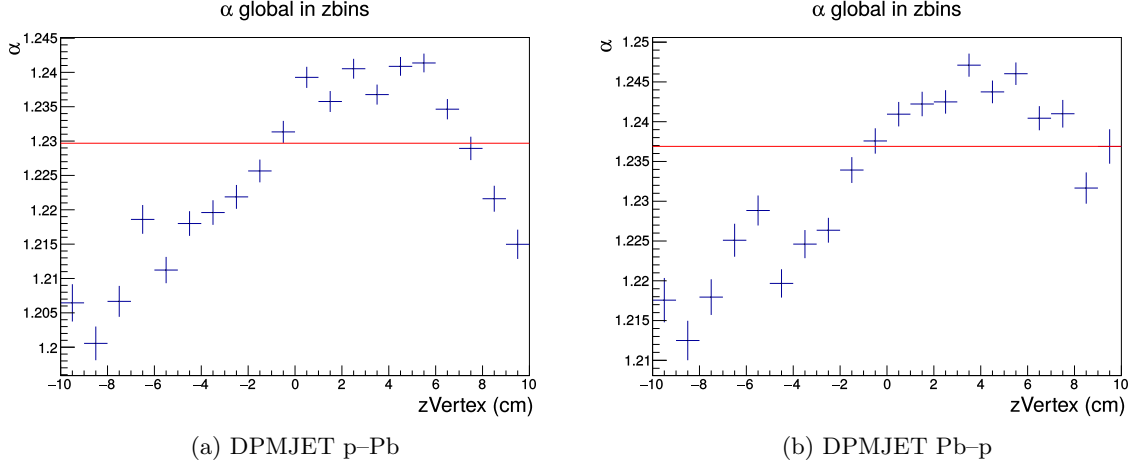 α global in zbins
α
1.245
1.24
1.235
1.23
1.225
1.22
1.215
1.21
1.205
1.2
−10 −8 −6 −4 −2 0 2 4 6 8 10
zVertex (cm)
(a) DPMJET p–Pb
α global in zbins
α
1.25
1.245
1.24
1.235
1.23
1.225
1.22
1.215
1.21
−10 −8 −6 −4 −2 0 2 4 6 8 10
zVertex (cm)
(b) DPMJET Pb–p